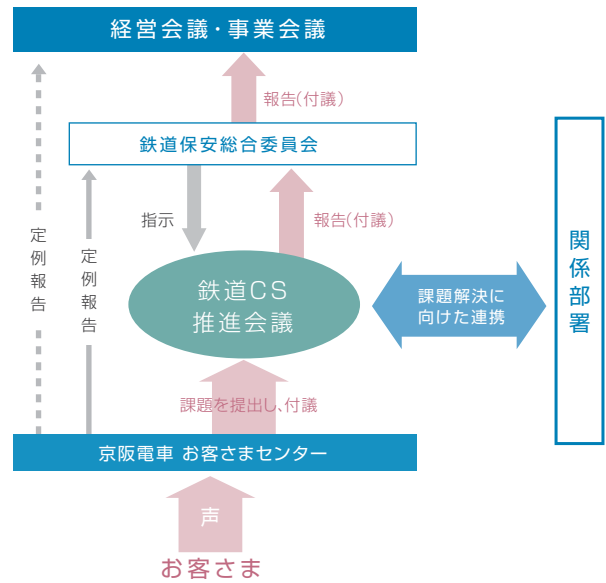 経営会議・事業会議
報告(付議)
鉄道保安総合委員会
指示
報告(付議)
定例報告
定例報告
鉄道CS
推進会議
課題解決に
向けた連携
関係部署
課題を提出し、付議
京阪電車 お客さまセンター
声
お客さま